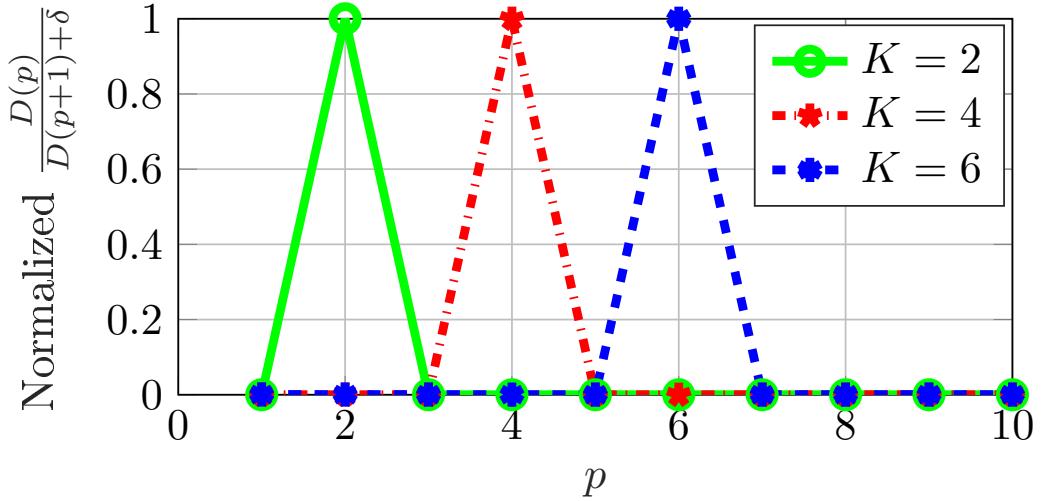 Normalized D(p) / D(p+1)+δ
1
0.8
0.6
0.4
0.2
0
0 2 4 6 8 10
p
K = 2
K = 4
K = 6